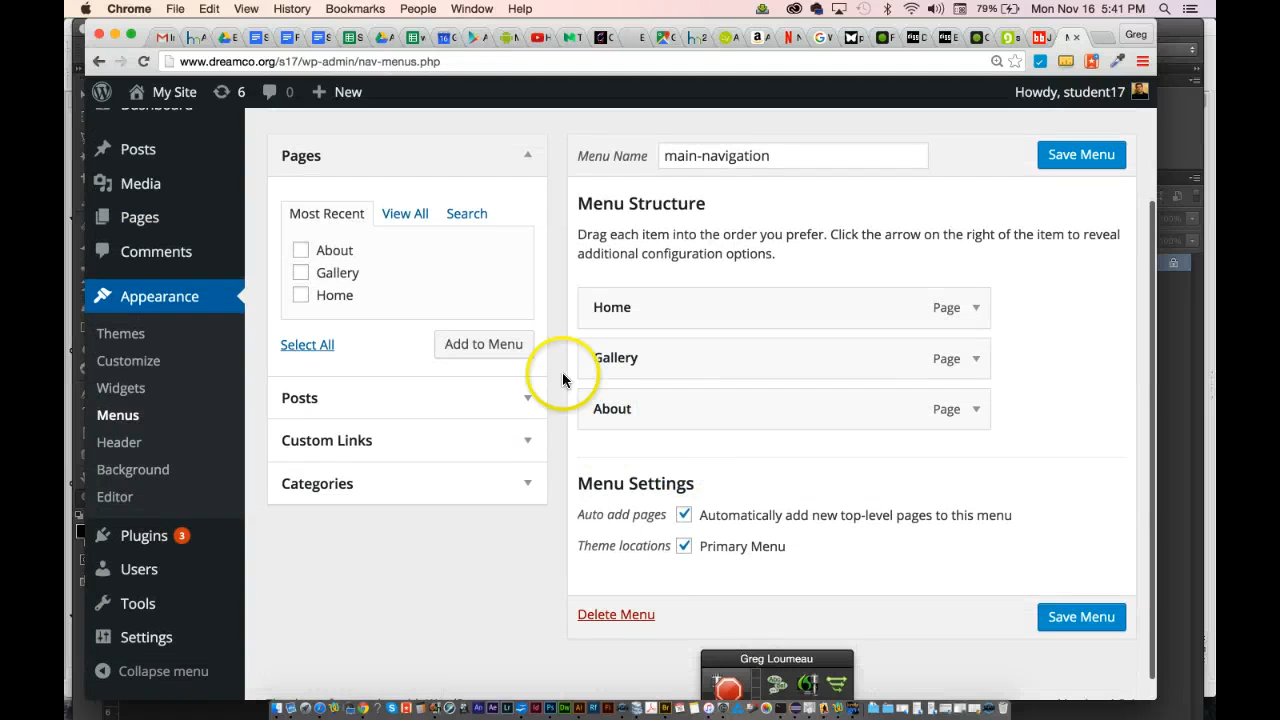 Chrome File Edit View History Bookmarks People Window Help 79% Mon Nov 16 5:41 PM
Greg
www.dreamco.org/s17/wp-admin/nav-menus.php
My Site 6 0 New Howdy, student17
Dashboard
Posts
Media
Pages
Comments
Appearance
Themes
Customize
Widgets
Menus
Header
Background
Editor
Plugins 3
Users
Tools
Settings
Collapse menu
Pages
Most Recent View All Search
About
Gallery
Home
Select All Add to Menu
Posts
Custom Links
Categories
Menu Name main-navigation Save Menu
Menu Structure
Drag each item into the order you prefer. Click the arrow on the right of the item to reveal
additional configuration options.
Home Page
Gallery Page
About Page
Menu Settings
Auto add pages Automatically add new top-level pages to this menu
Theme locations Primary Menu
Delete Menu Save Menu
Greg Loumeau